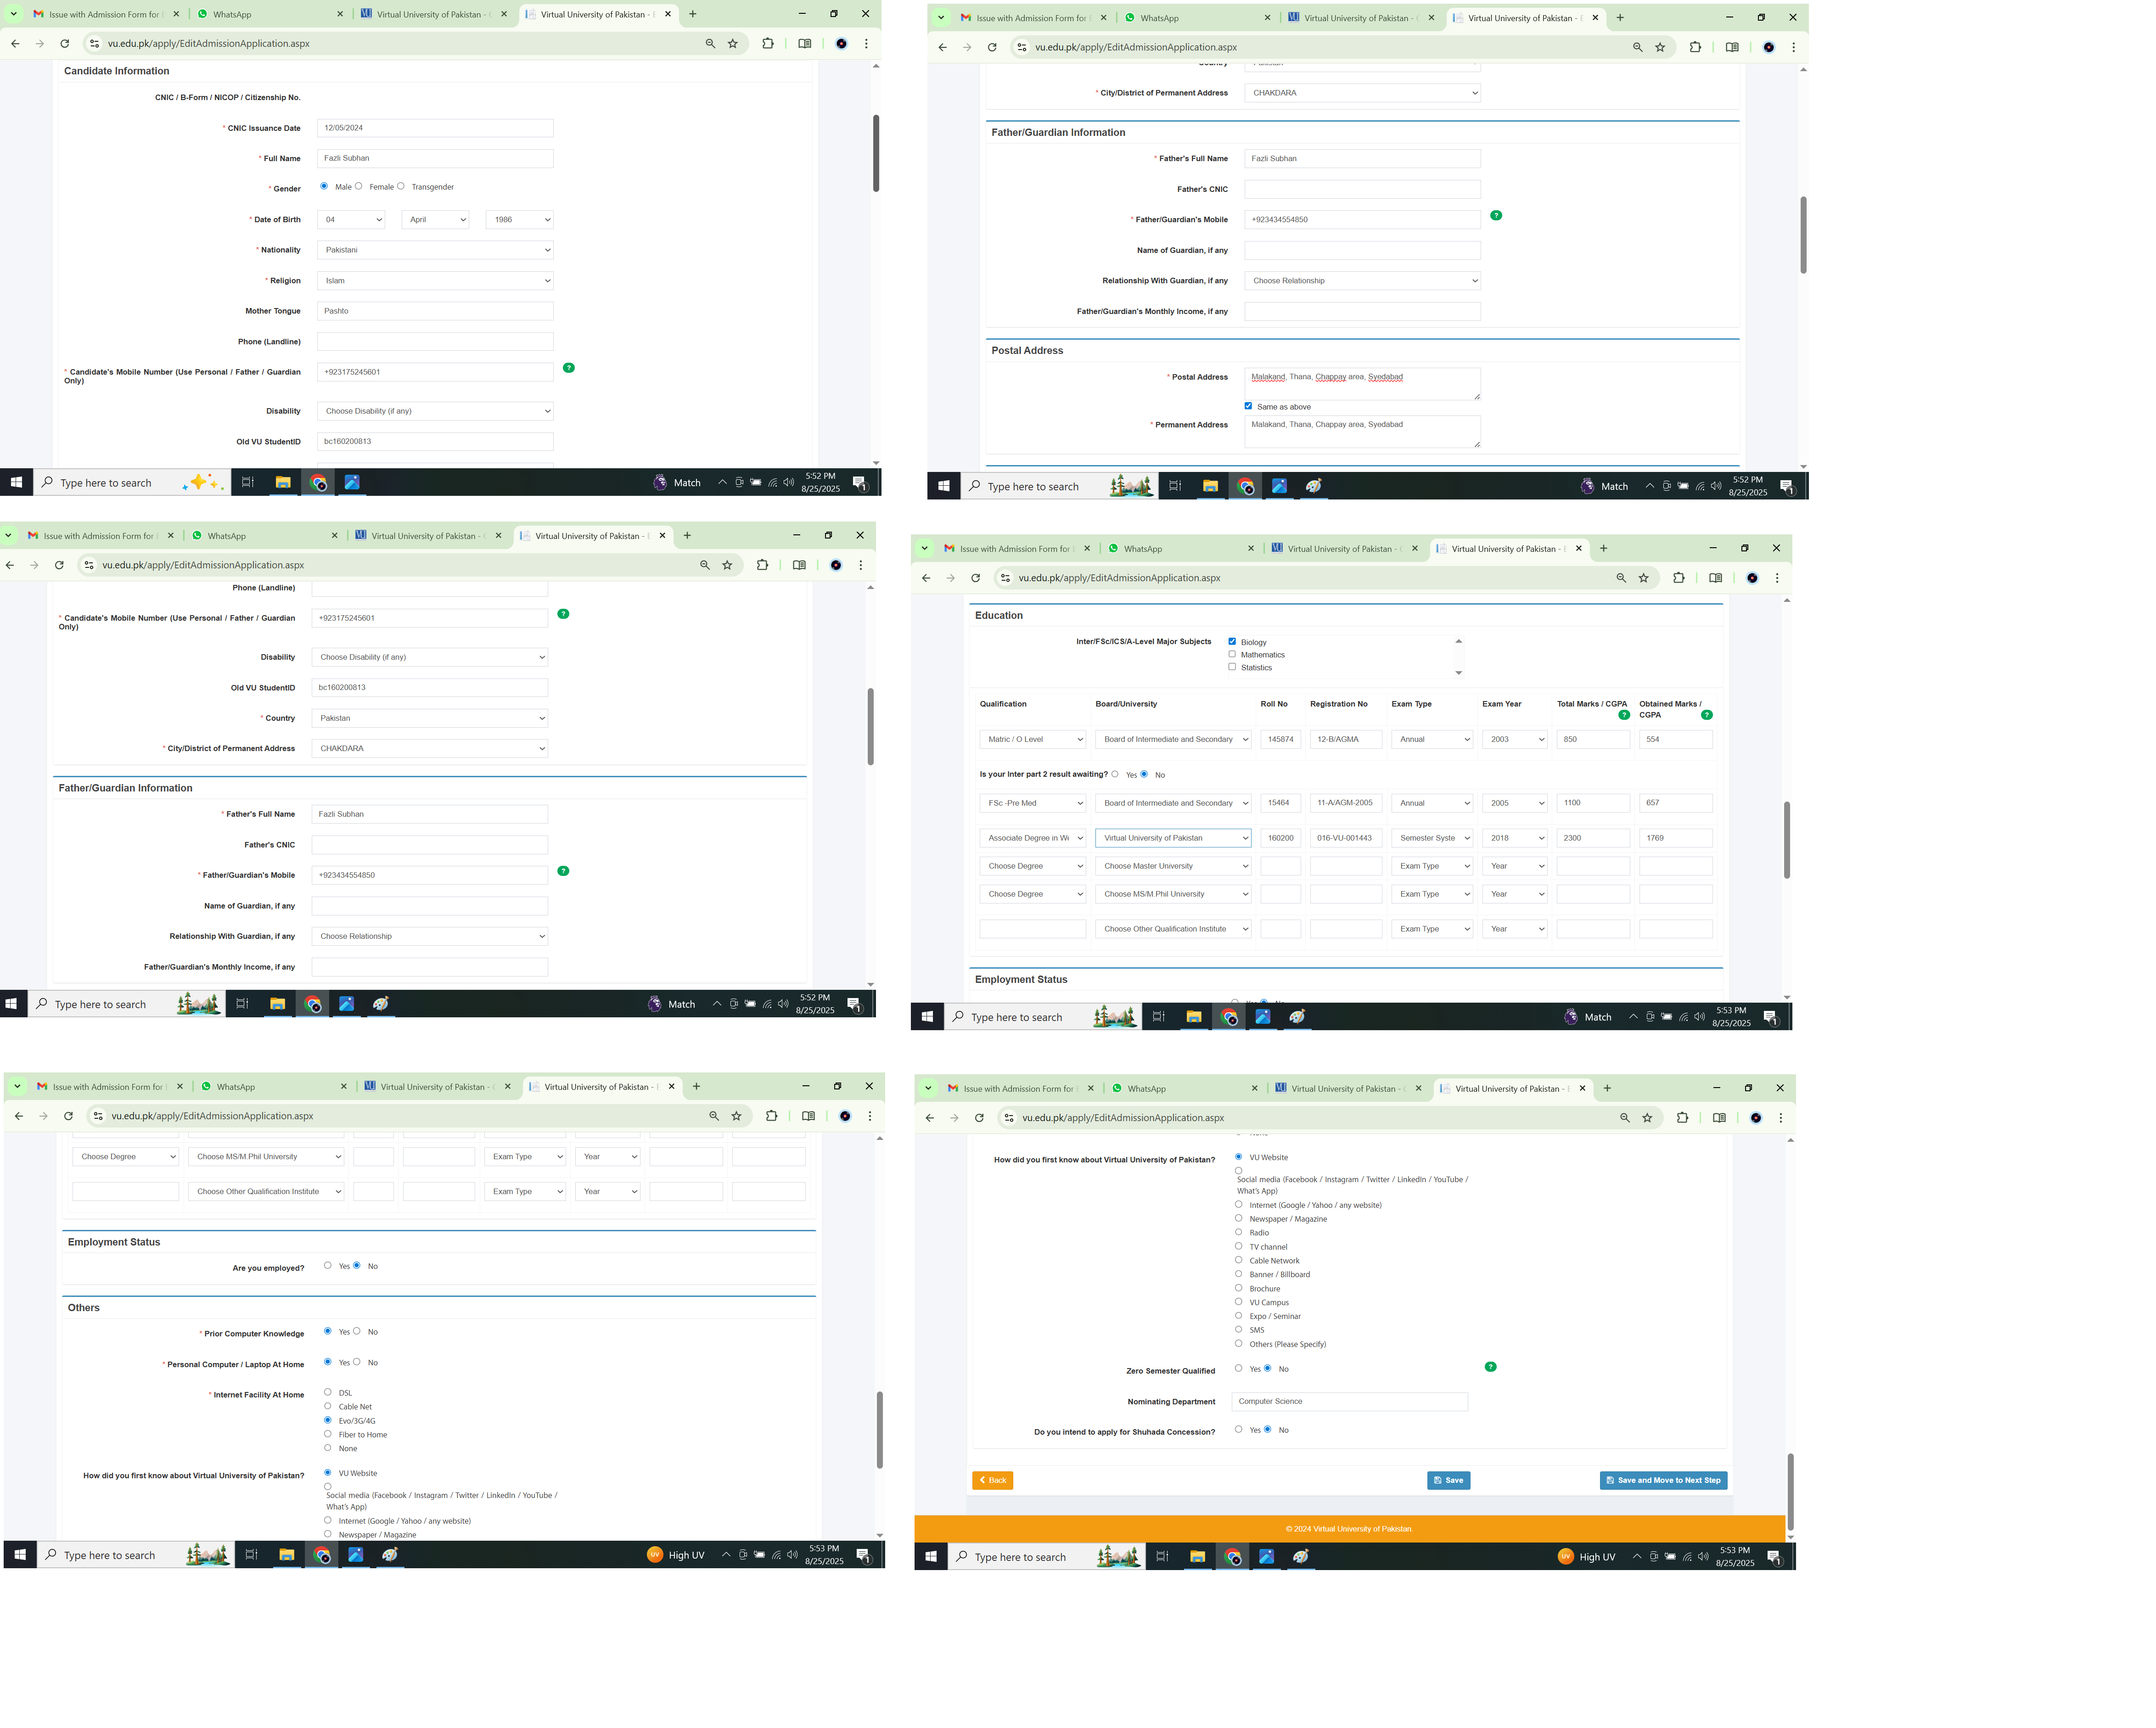 Issue with Admission Form for
WhatsApp
Virtual University of Pakistan -
Virtual University of Pakistan -
vu.edu.pk/apply/EditAdmissionApplication.aspx
Candidate Information
CNIC / B-Form / NICOP / Citizenship No.
* CNIC Issuance Date 12/05/2024
* Full Name Fazli Subhan
* Gender Male Female Transgender
* Date of Birth 04 April 1986
* Nationality Pakistani
* Religion Islam
Mother Tongue Pashto
Phone (Landline)
* Candidate's Mobile Number (Use Personal / Father / Guardian +923175245601 ?
Only)
Disability Choose Disability (if any)
Old VU StudentID bc160200813
Type here to search Match 5:52 PM
8/25/2025 1
Issue with Admission Form for
WhatsApp
Virtual University of Pakistan -
Virtual University of Pakistan -
vu.edu.pk/apply/EditAdmissionApplication.aspx
Country Pakistan
* City/District of Permanent Address CHAKDARA
Father/Guardian Information
* Father's Full Name Fazli Subhan
Father's CNIC
* Father/Guardian's Mobile +923434554850 ?
Name of Guardian, if any
Relationship With Guardian, if any Choose Relationship
Father/Guardian's Monthly Income, if any
Postal Address
* Postal Address Malakand, Thana, Chappay area, Syedabad
Same as above
* Permanent Address Malakand, Thana, Chappay area, Syedabad
Type here to search Match 5:52 PM
8/25/2025 1
Issue with Admission Form for
WhatsApp
Virtual University of Pakistan -
Virtual University of Pakistan -
vu.edu.pk/apply/EditAdmissionApplication.aspx
Phone (Landline)
* Candidate's Mobile Number (Use Personal / Father / Guardian +923175245601 ?
Only)
Disability Choose Disability (if any)
Old VU StudentID bc160200813
* Country Pakistan
* City/District of Permanent Address CHAKDARA
Father/Guardian Information
* Father's Full Name Fazli Subhan
Father's CNIC
* Father/Guardian's Mobile +923434554850 ?
Name of Guardian, if any
Relationship With Guardian, if any Choose Relationship
Father/Guardian's Monthly Income, if any
Type here to search Match 5:52 PM
8/25/2025 1
Issue with Admission Form for
WhatsApp
Virtual University of Pakistan -
Virtual University of Pakistan -
vu.edu.pk/apply/EditAdmissionApplication.aspx
Education
Inter/FSc/ICS/A-Level Major Subjects Biology
Mathematics
Statistics
Qualification Board/University Roll No Registration No Exam Type Exam Year Total Marks / CGPA ? Obtained Marks / CGPA ?
Matric / O Level Board of Intermediate and Secondary 145874 12-B/AGMA Annual 2003 850 554
Is your Inter part 2 result awaiting? Yes No
FSc -Pre Med Board of Intermediate and Secondary 15464 11-A/AGM-2005 Annual 2005 1100 657
Associate Degree in We Virtual University of Pakistan 160200 016-VU-001443 Semester Syste 2018 2300 1769
Choose Degree Choose Master University Exam Type Year
Choose Degree Choose MS/M.Phil University Exam Type Year
Choose Other Qualification Institute Exam Type Year
Employment Status
Yes No
Type here to search Match 5:53 PM
8/25/2025 1
Issue with Admission Form for
WhatsApp
Virtual University of Pakistan -
Virtual University of Pakistan -
vu.edu.pk/apply/EditAdmissionApplication.aspx
Choose Degree Choose MS/M.Phil University Exam Type Year
Choose Other Qualification Institute Exam Type Year
Employment Status
Are you employed? Yes No
Others
* Prior Computer Knowledge Yes No
* Personal Computer / Laptop At Home Yes No
* Internet Facility At Home DSL
Cable Net
Evo/3G/4G
Fiber to Home
None
How did you first know about Virtual University of Pakistan? VU Website
Social media (Facebook / Instagram / Twitter / LinkedIn / YouTube /
What's App)
Internet (Google / Yahoo / any website)
Newspaper / Magazine
Type here to search UV High UV 5:53 PM
8/25/2025 1
Issue with Admission Form for
WhatsApp
Virtual University of Pakistan -
Virtual University of Pakistan -
vu.edu.pk/apply/EditAdmissionApplication.aspx
None
How did you first know about Virtual University of Pakistan? VU Website
Social media (Facebook / Instagram / Twitter / LinkedIn / YouTube /
What's App)
Internet (Google / Yahoo / any website)
Newspaper / Magazine
Radio
TV channel
Cable Network
Banner / Billboard
Brochure
VU Campus
Expo / Seminar
SMS
Others (Please Specify)
Zero Semester Qualified Yes No ?
Nominating Department Computer Science
Do you intend to apply for Shuhada Concession? Yes No
Back Save Save and Move to Next Step
© 2024 Virtual University of Pakistan.
Type here to search UV High UV 5:53 PM
8/25/2025 1